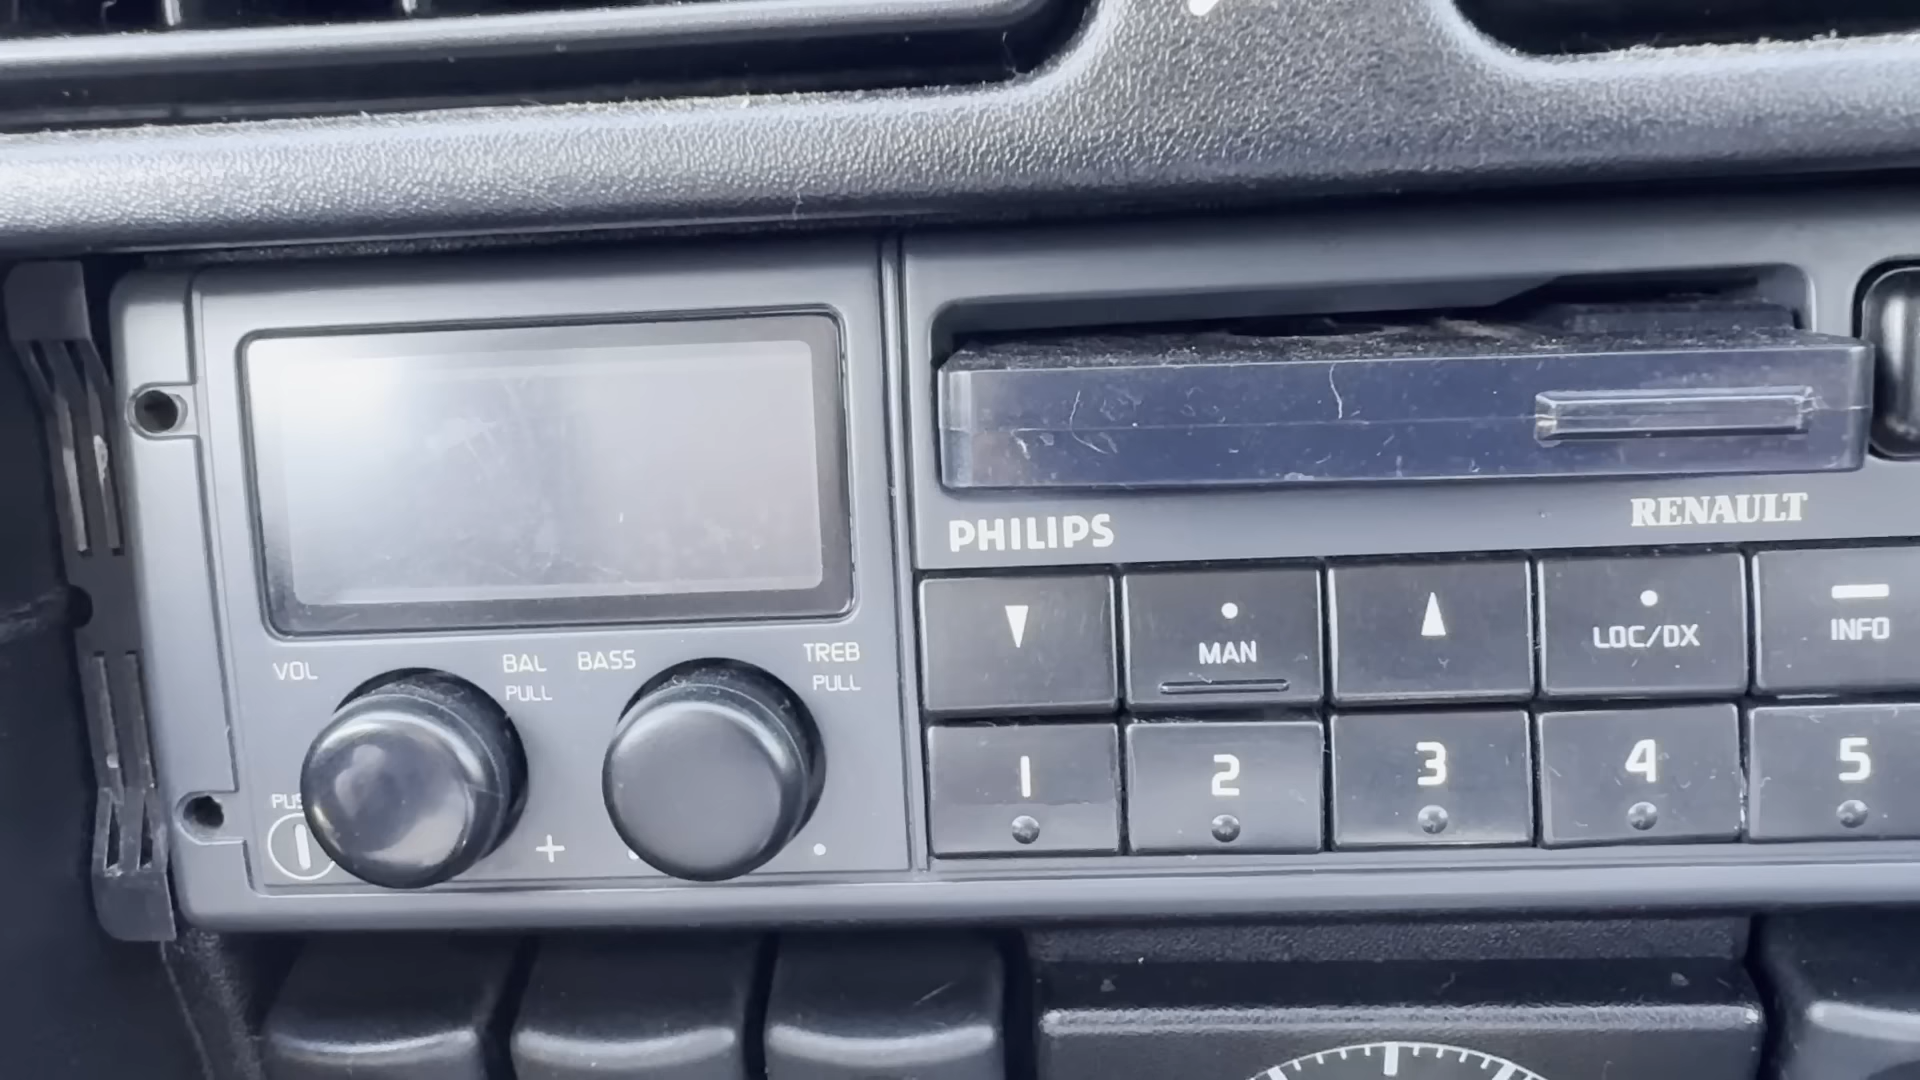 PHILIPS
RENAULT
MAN
LOC/DX
INFO
VOL
BAL
PULL
BASS
TREB
PULL
+
1
2
3
4
5